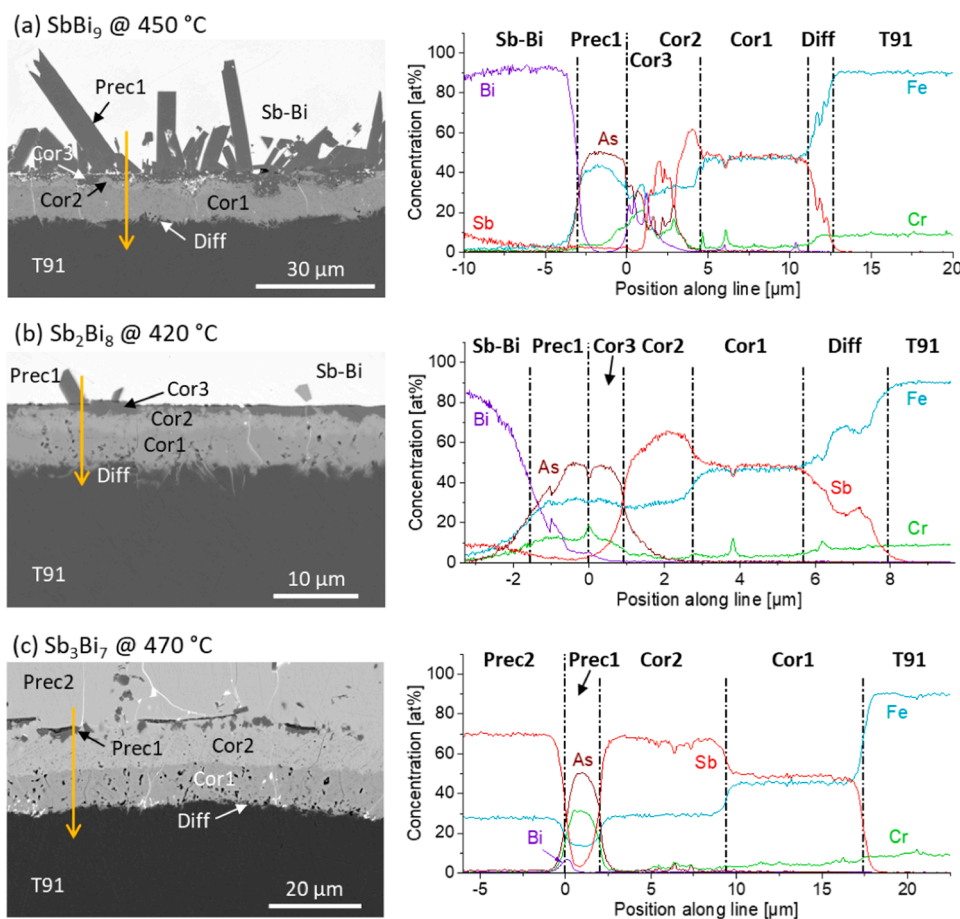 (a) SbBi₉ @ 450 °C
Prec1
Sb-Bi
Cor3
Cor2
Cor1
Diff
T91
30 µm
Sb-Bi Prec1 Cor2 Cor1 Diff T91
Cor3
Concentration [at%]
100
80
60
40
20
0
Bi
As
Fe
Sb
Cr
-10 -5 0 5 10 15 20
Position along line [µm]
(b) Sb₂Bi₈ @ 420 °C
Prec1
Sb-Bi
Cor3
Cor2
Cor1
Diff
T91
10 µm
Sb-Bi Prec1 Cor3 Cor2 Cor1 Diff T91
Concentration [at%]
100
80
60
40
20
0
Bi
As
Fe
Sb
Cr
-2 0 2 4 6 8
Position along line [µm]
(c) Sb₃Bi₇ @ 470 °C
Prec2
Prec1
Cor2
Cor1
Diff
T91
20 µm
Prec2 Prec1 Cor2 Cor1 T91
Concentration [at%]
100
80
60
40
20
0
Fe
Sb
As
Bi
Cr
-5 0 5 10 15 20
Position along line [µm]